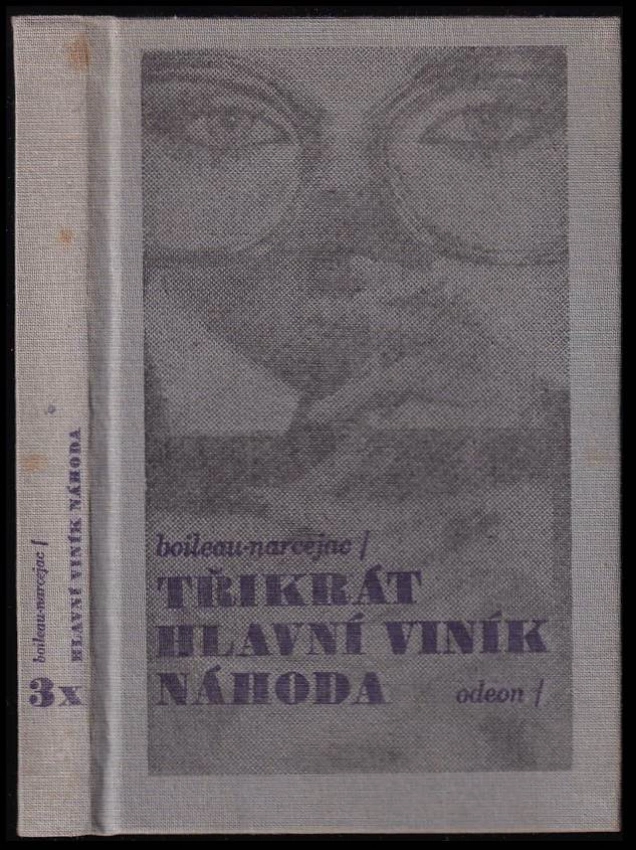 boileau-narcejac /
HLAVNÍ VINÍK NÁHODA
3x
boileau-narcejac /
TŘIKRÁT
HLAVNÍ VINÍK
NÁHODA
odeon /